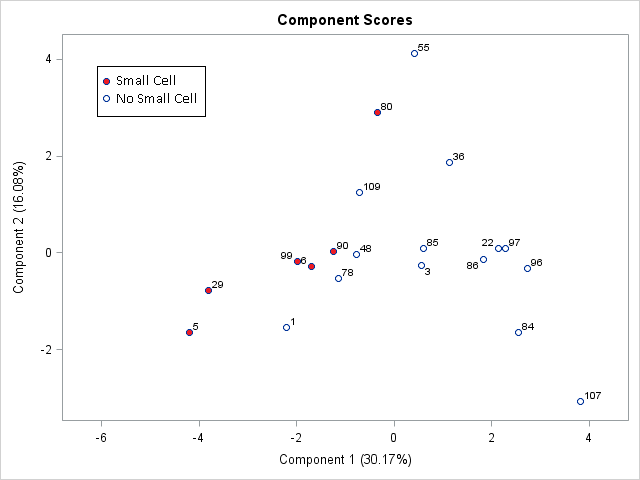 Component Scores
Small Cell
No Small Cell
55
80
36
109
99 6 90 48 85 22 97
78 3 86 96
29
5 1 84
107
4
2
0
-2
Component 2 (16.08%)
-6 -4 -2 0 2 4
Component 1 (30.17%)